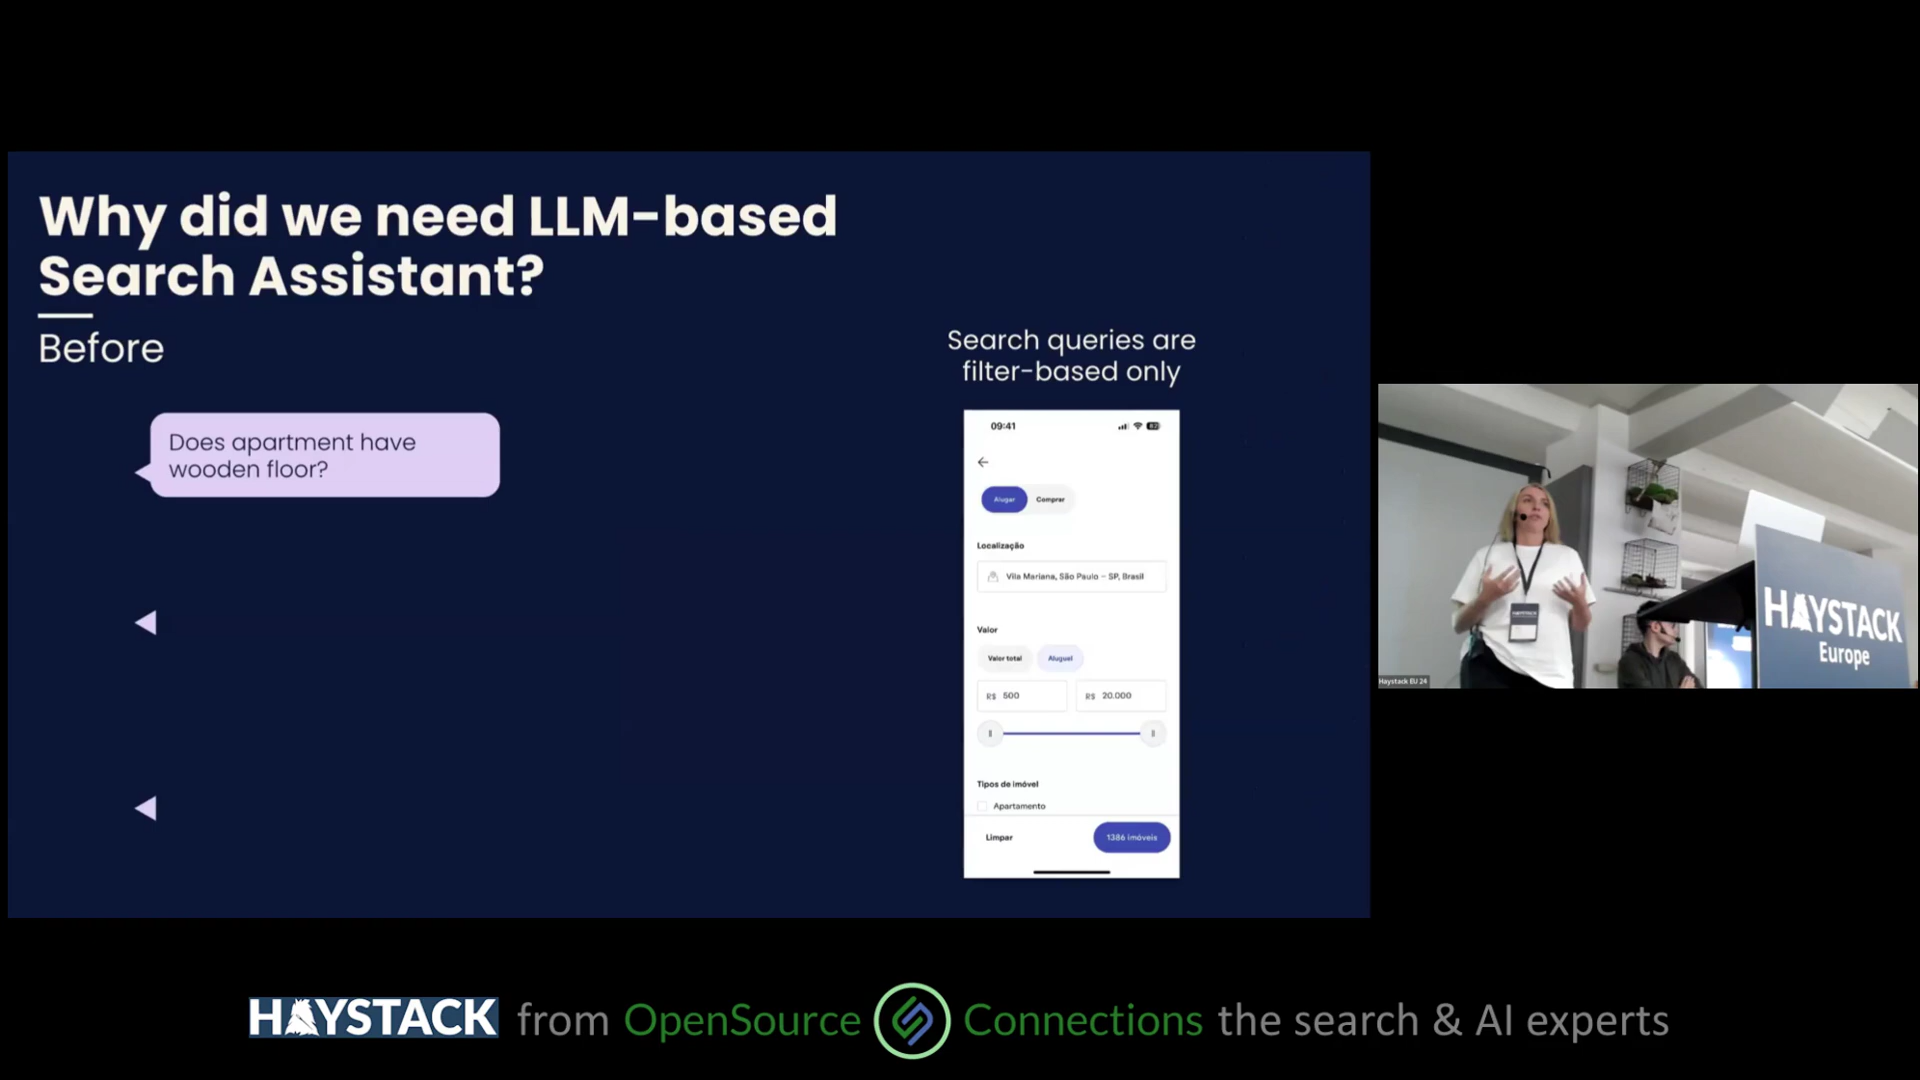 Why did we need LLM-based
Search Assistant?
Before
Does apartment have
wooden floor?
Search queries are
filter-based only
09:41
82
Alugar Comprar
Localização
Vila Mariana, São Paulo - SP, Brasil
Valor
Valor total Aluguel
R$ 500 R$ 20.000
Tipos de imóvel
Apartamento
Limpar 1386 imóveis
HAYSTACK
Europe
HAYSTACK
Haystack EU 24
HAYSTACK from OpenSource Connections the search & AI experts